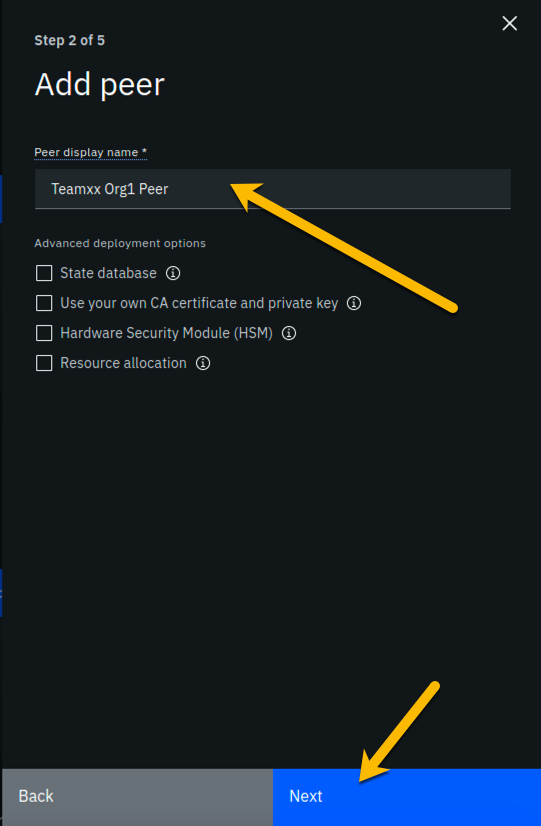 Step 2 of 5
Add peer
Peer display name *
Teamxx Org1 Peer
Advanced deployment options
State database
Use your own CA certificate and private key
Hardware Security Module (HSM)
Resource allocation
Back
Next